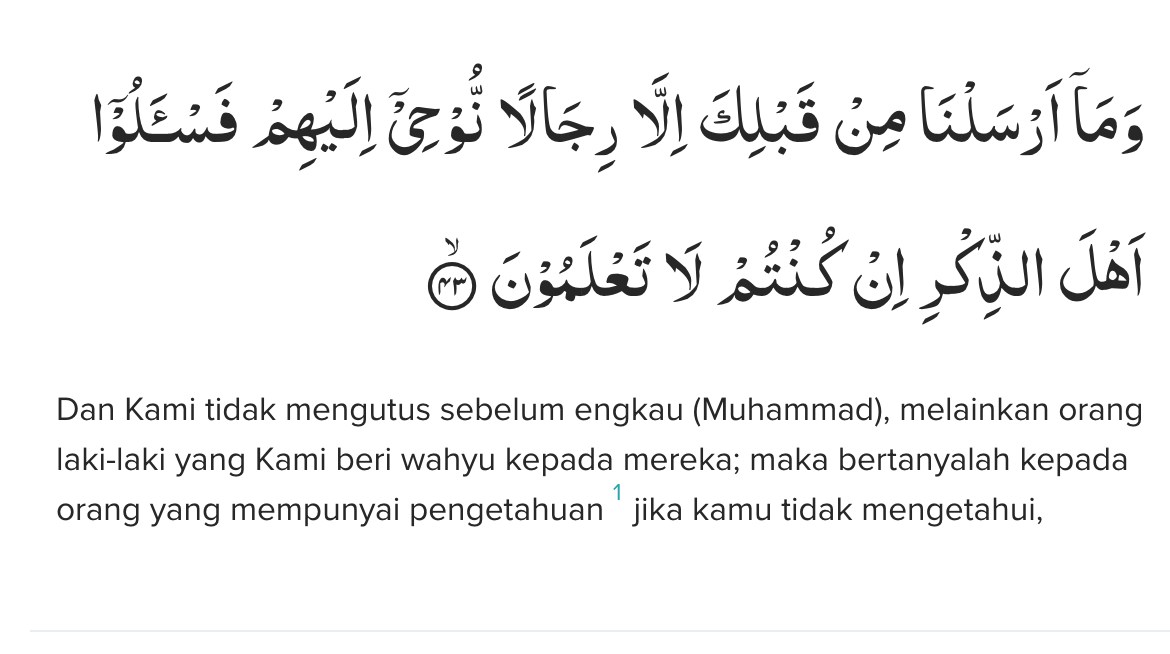 وَمَآ اَرْسَلْنَا مِنْ قَبْلِكَ اِلَّا رِجَالًا نُّوْحِيْٓ اِلَيْهِمْ فَسْـَٔلُوْٓا
اَهْلَ الذِّكْرِ اِنْ كُنْتُمْ لَا تَعْلَمُوْنَۙ ۴۳
Dan Kami tidak mengutus sebelum engkau (Muhammad), melainkan orang
laki-laki yang Kami beri wahyu kepada mereka; maka bertanyalah kepada
orang yang mempunyai pengetahuan 1 jika kamu tidak mengetahui,